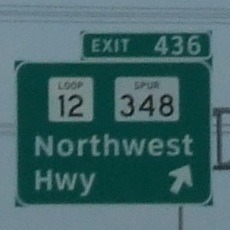 EXIT 436
LOOP SPUR
12 348
Northwest
Hwy